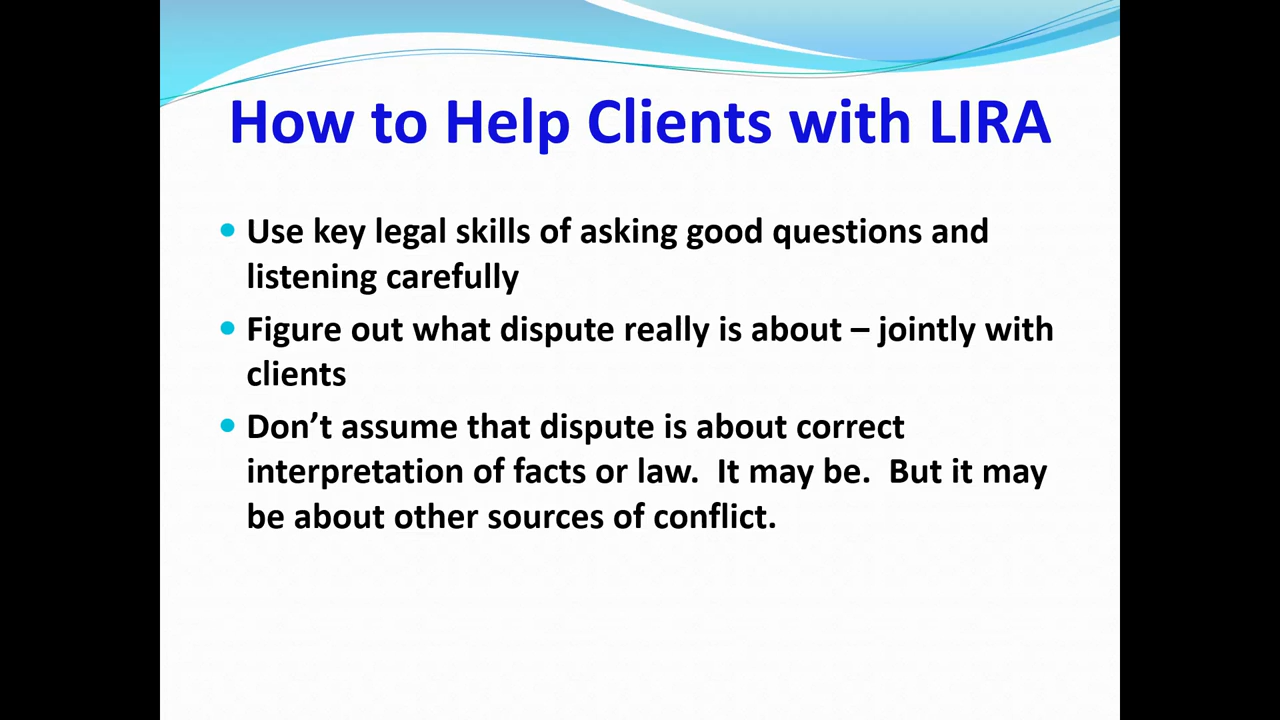 How to Help Clients with LIRA
• Use key legal skills of asking good questions and
listening carefully
• Figure out what dispute really is about – jointly with
clients
• Don’t assume that dispute is about correct
interpretation of facts or law.  It may be.  But it may
be about other sources of conflict.